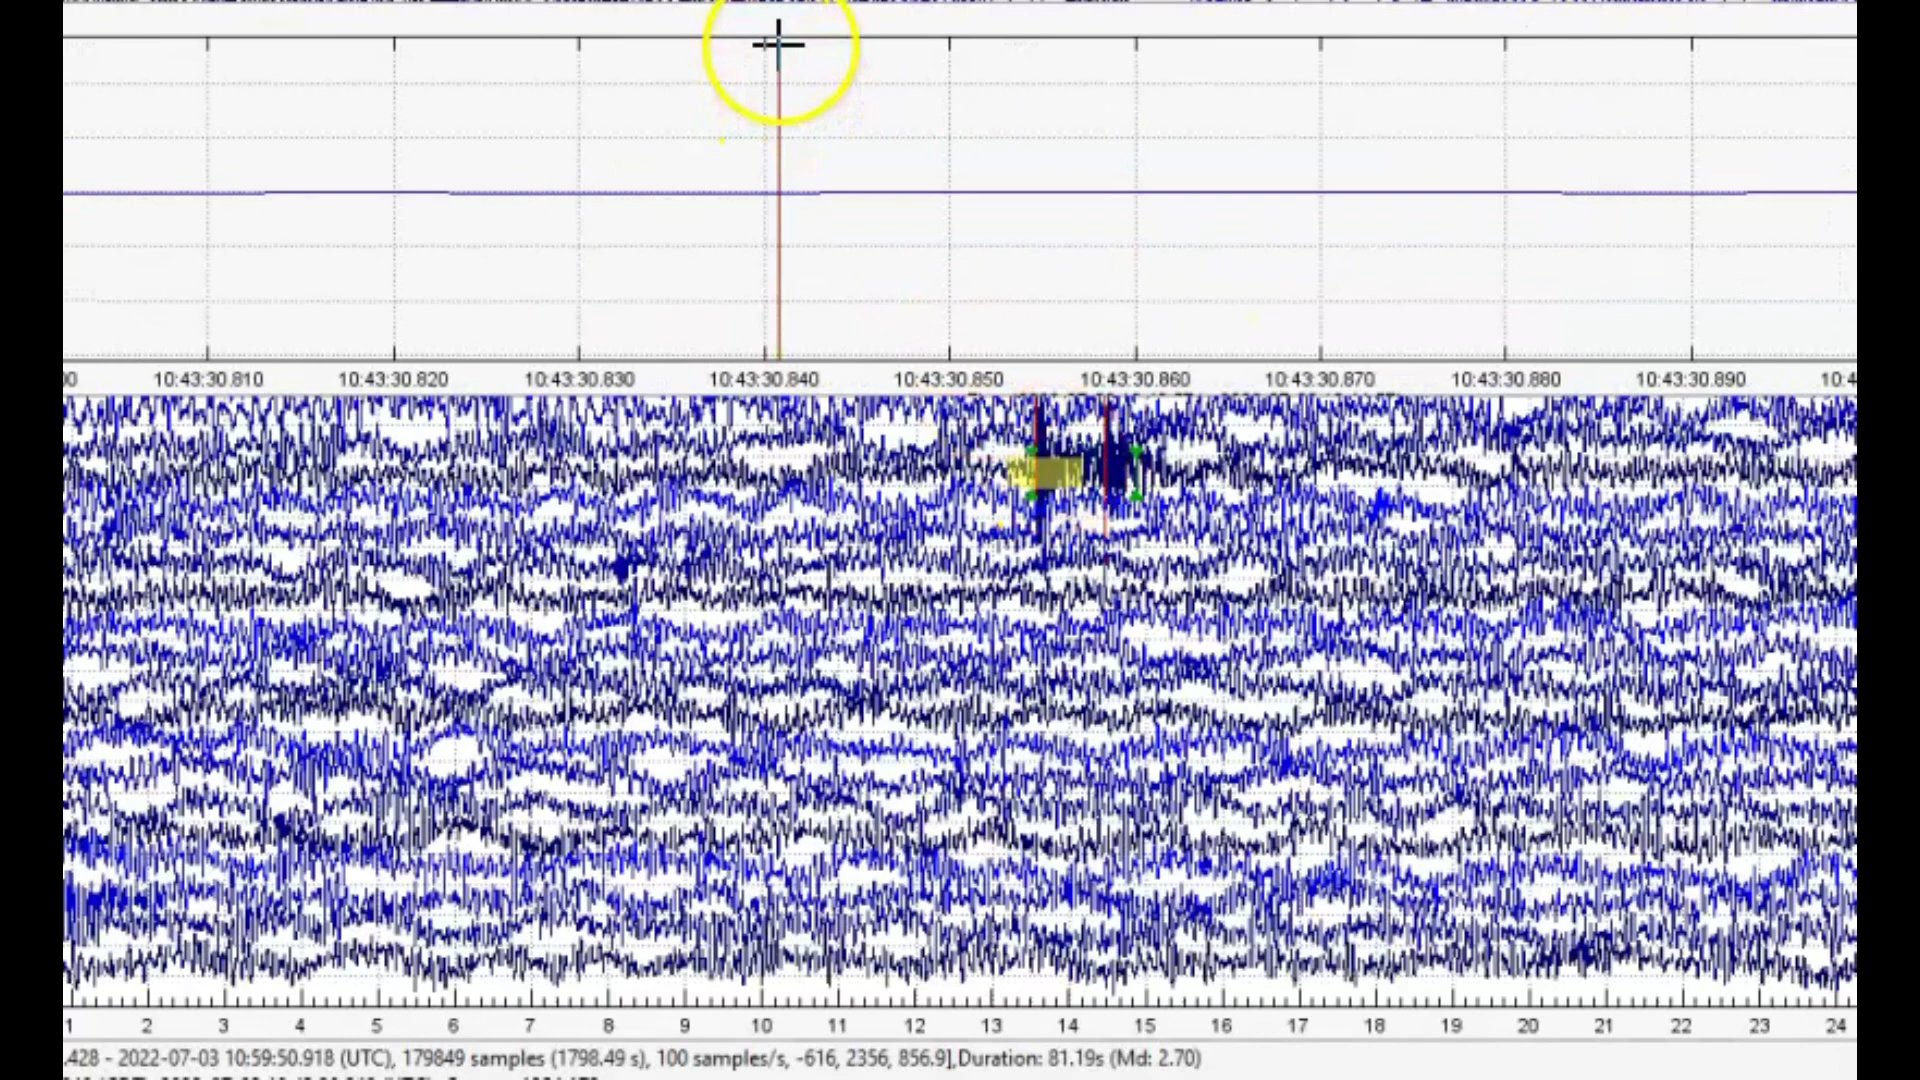 00 10:43:30.810 10:43:30.820 10:43:30.830 10:43:30.840 10:43:30.850 10:43:30.860 10:43:30.870 10:43:30.880 10:43:30.890 10:4
1 2 3 4 5 6 7 8 9 10 11 12 13 14 15 16 17 18 19 20 21 22 23 24
.428 - 2022-07-03 10:59:50.918 (UTC), 179849 samples (1798.49 s), 100 samples/s, -616, 2356, 856.9],Duration: 81.19s (Md: 2.70)